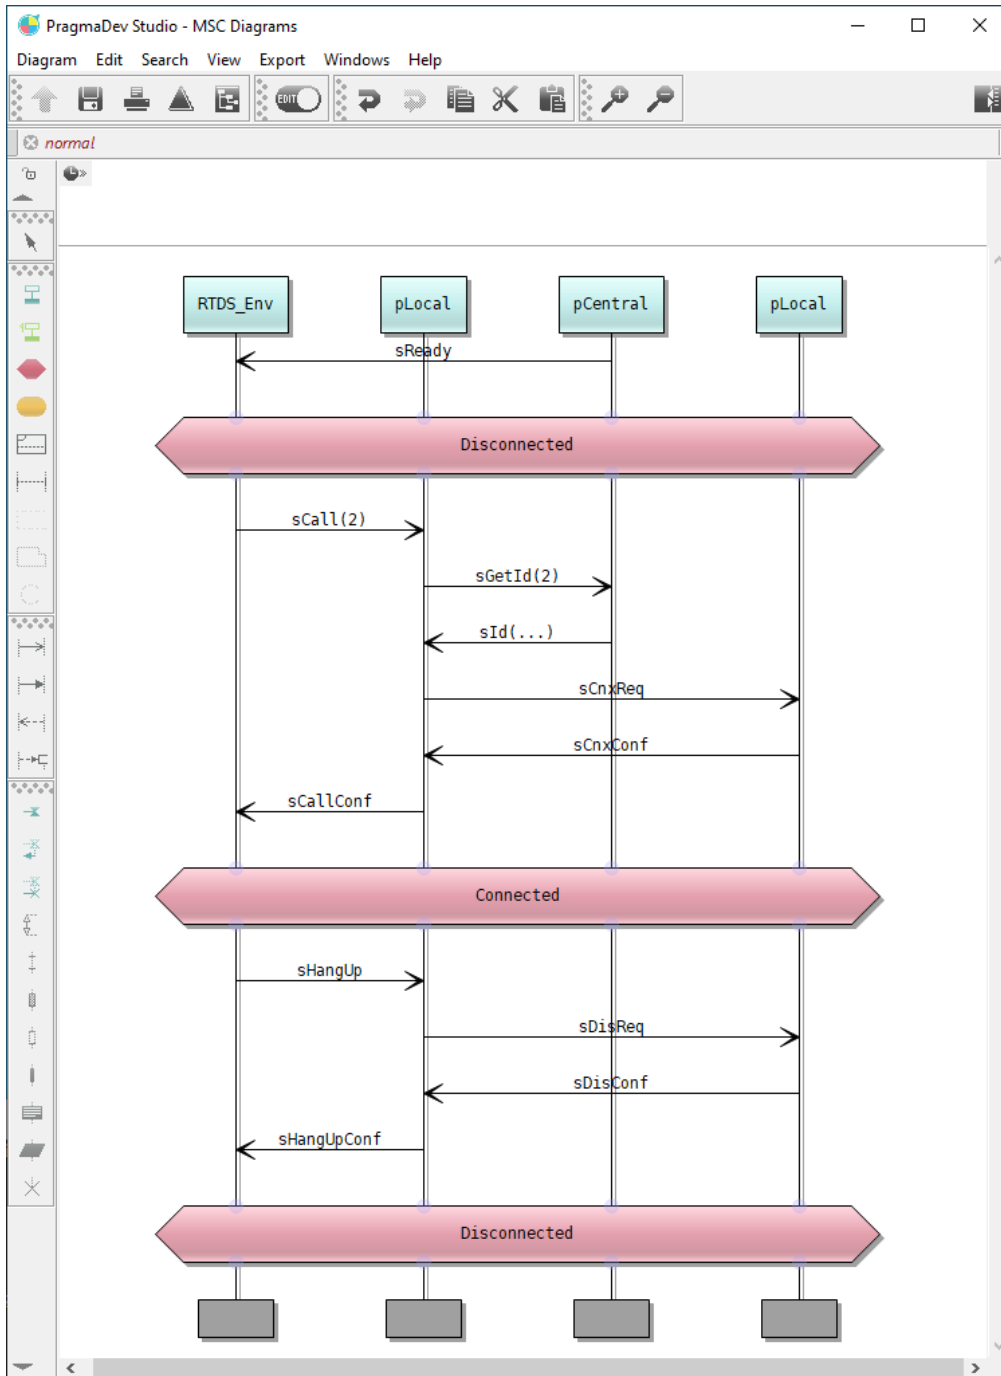 PragmaDev Studio - MSC Diagrams
Diagram Edit Search View Export Windows Help
EDIT
normal
RTDS_Env pLocal pCentral pLocal
sReady
Disconnected
sCall(2)
sGetId(2)
sId(...)
sCnxReq
sCnxConf
sCallConf
Connected
sHangUp
sDisReq
sDisConf
sHangUpConf
Disconnected